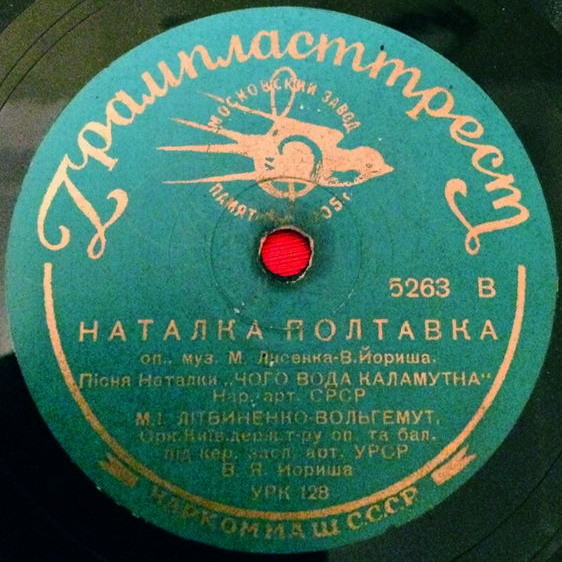 Грампласттрест
МОСКОВСКИЙ ЗАВОД
ПАМЯТИ 1905 г.
5263 В
НАТАЛКА ПОЛТАВКА
оп. муз. М. Лисенка-В. Йориша.
Пісня Наталки „ЧОГО ВОДА КАЛАМУТНА“
Нар. арт. СРСР
М. І. ЛІТВИНЕНКО-ВОЛЬГЕМУТ.
Орк. Київ. держ. т-ру оп. та бал.
під кер. засл. арт. УРСР
В. Я. Йориша
УРК 128
НАРКОММАШ СССР